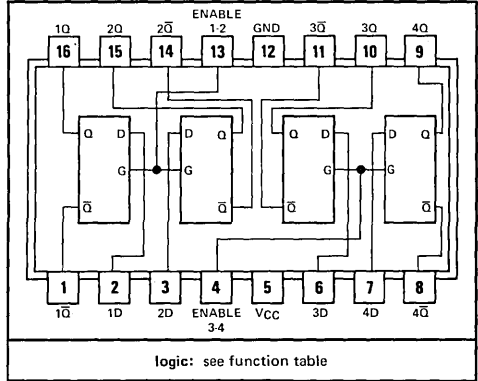 ENABLE
1Q 2Q 2Q̅ 1-2 GND 3Q̅ 3Q 4Q
16 15 14 13 12 11 10 9
Q D D Q Q D D Q
G G G G
Q̅ Q̅ Q̅ Q̅
1 2 3 4 5 6 7 8
1Q̅ 1D 2D ENABLE VCC 3D 4D 4Q̅
3-4
logic: see function table